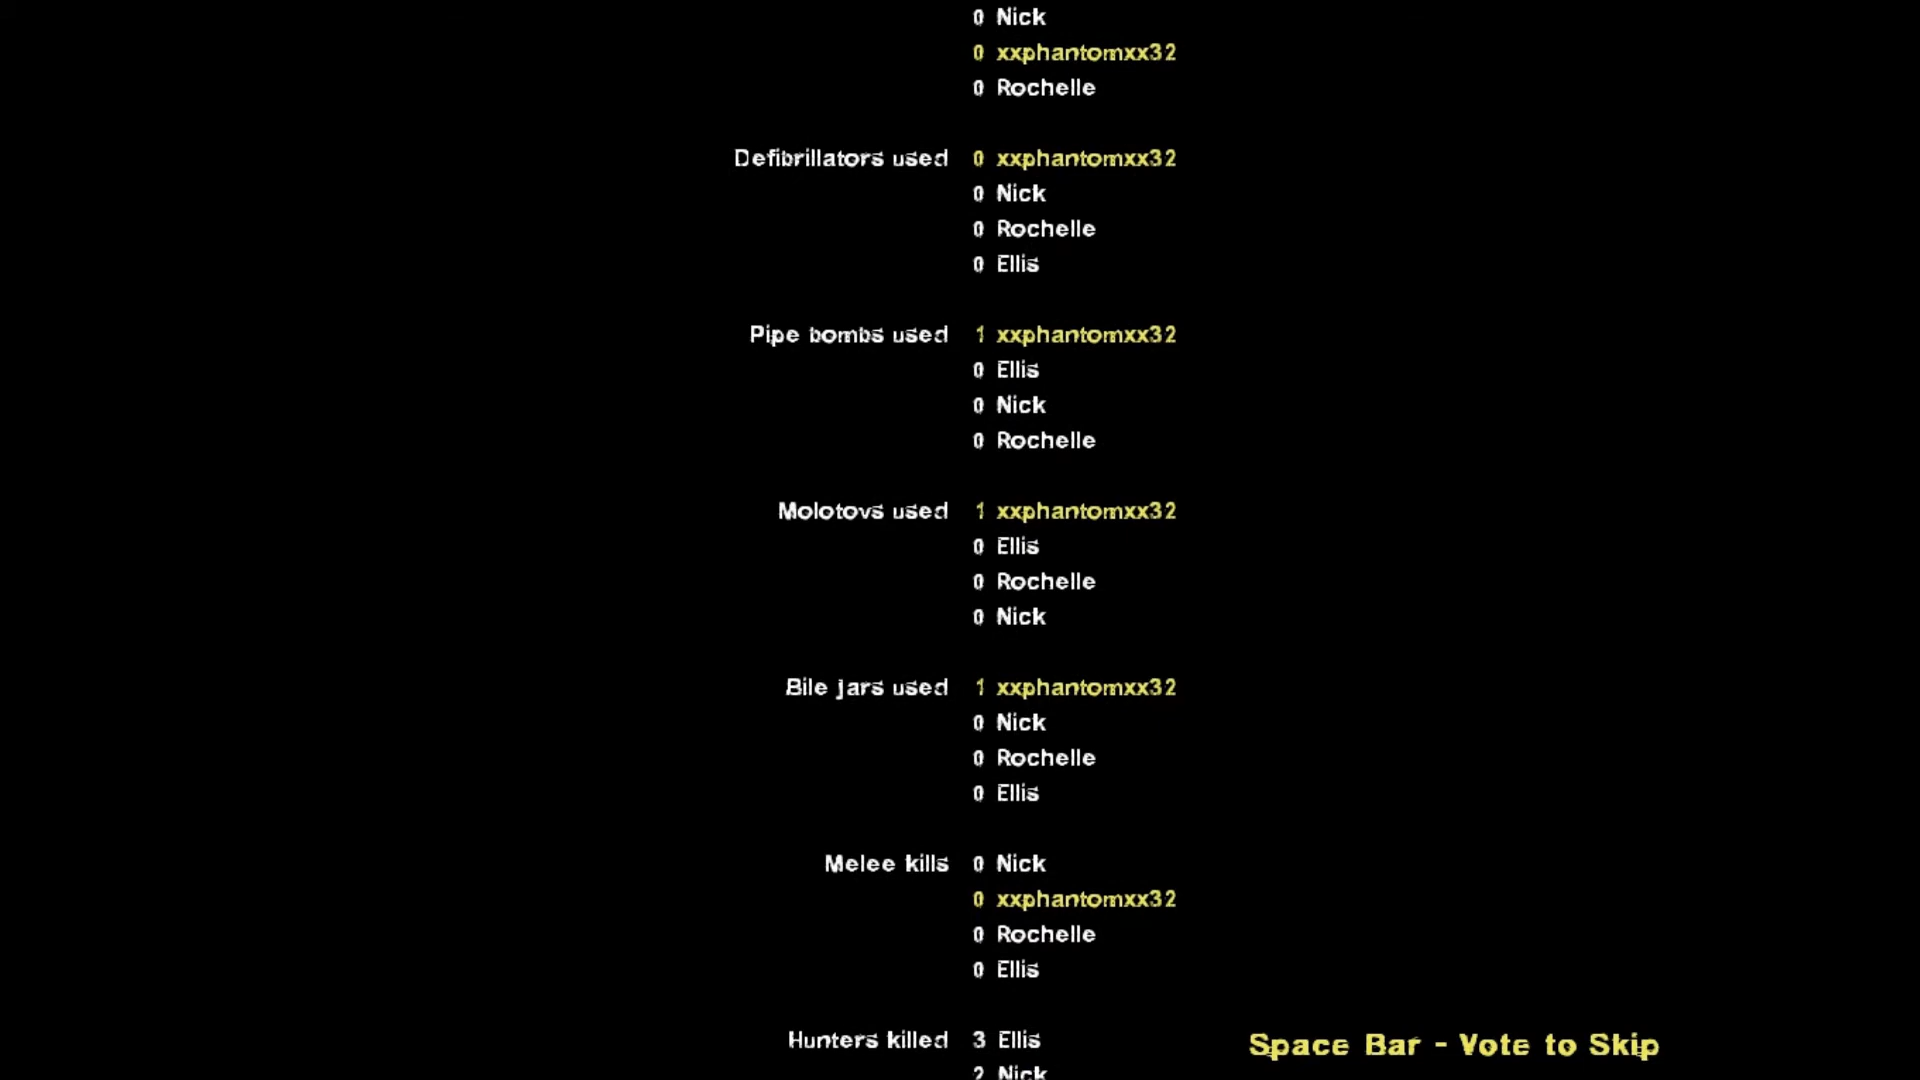 0 Nick
0 xxphantomxx32
0 Rochelle
Defibrillators used 0 xxphantomxx32
0 Nick
0 Rochelle
0 Ellis
Pipe bombs used 1 xxphantomxx32
0 Ellis
0 Nick
0 Rochelle
Molotovs used 1 xxphantomxx32
0 Ellis
0 Rochelle
0 Nick
Bile jars used 1 xxphantomxx32
0 Nick
0 Rochelle
0 Ellis
Melee kills 0 Nick
0 xxphantomxx32
0 Rochelle
0 Ellis
Hunters killed 3 Ellis
2 Nick
Space Bar - Vote to Skip